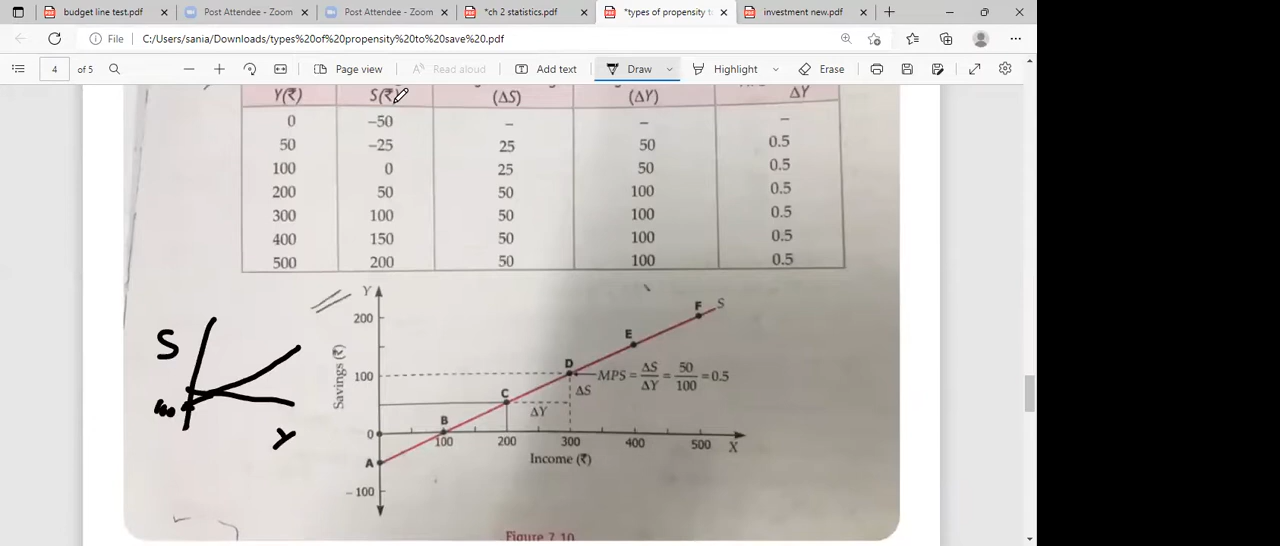 budget line test.pdf
Post Attendee - Zoom
Post Attendee - Zoom
*ch 2 statistics.pdf
*types of propensity t
investment new.pdf
File
C:/Users/sania/Downloads/types%20of%20propensity%20to%20save%20.pdf
4 of 5
Page view
Read aloud
Add text
Draw
Highlight
Erase
Y(₹) S(₹) (ΔS) (ΔY) ΔY
0 −50 – – –
50 −25 25 50 0.5
100 0 25 50 0.5
200 50 50 100 0.5
300 100 50 100 0.5
400 150 50 100 0.5
500 200 50 100 0.5
S
Y
Y
200
100
0
−100
Savings (₹)
A
B
C
D
E
F
S
MPS = ΔS/ΔY = 50/100 = 0.5
ΔS
ΔY
100 200 300 400 500 X
Income (₹)
Figure 7.10